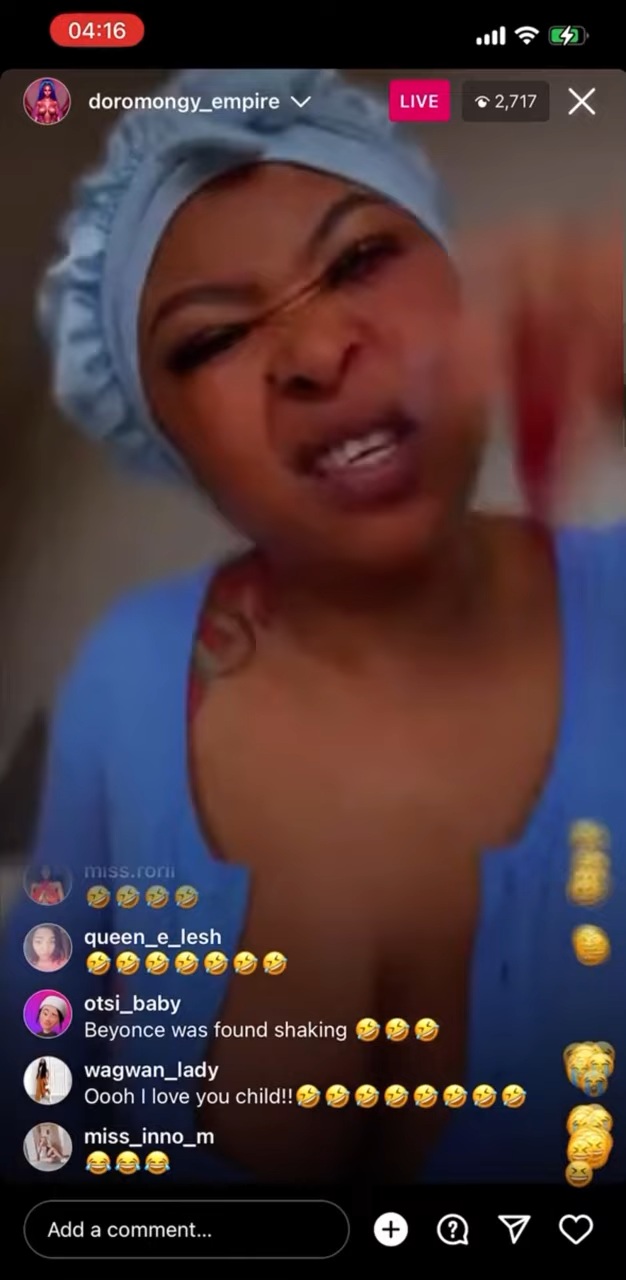 04:16
doromongy_empire
LIVE
2,717
miss.rorii
🤣🤣🤣🤣
queen_e_lesh
🤣🤣🤣🤣🤣🤣🤣
otsi_baby
Beyonce was found shaking 🤣🤣🤣
wagwan_lady
Oooh I love you child!!🤣🤣🤣🤣🤣🤣🤣🤣
miss_inno_m
😂😂😂
Add a comment...